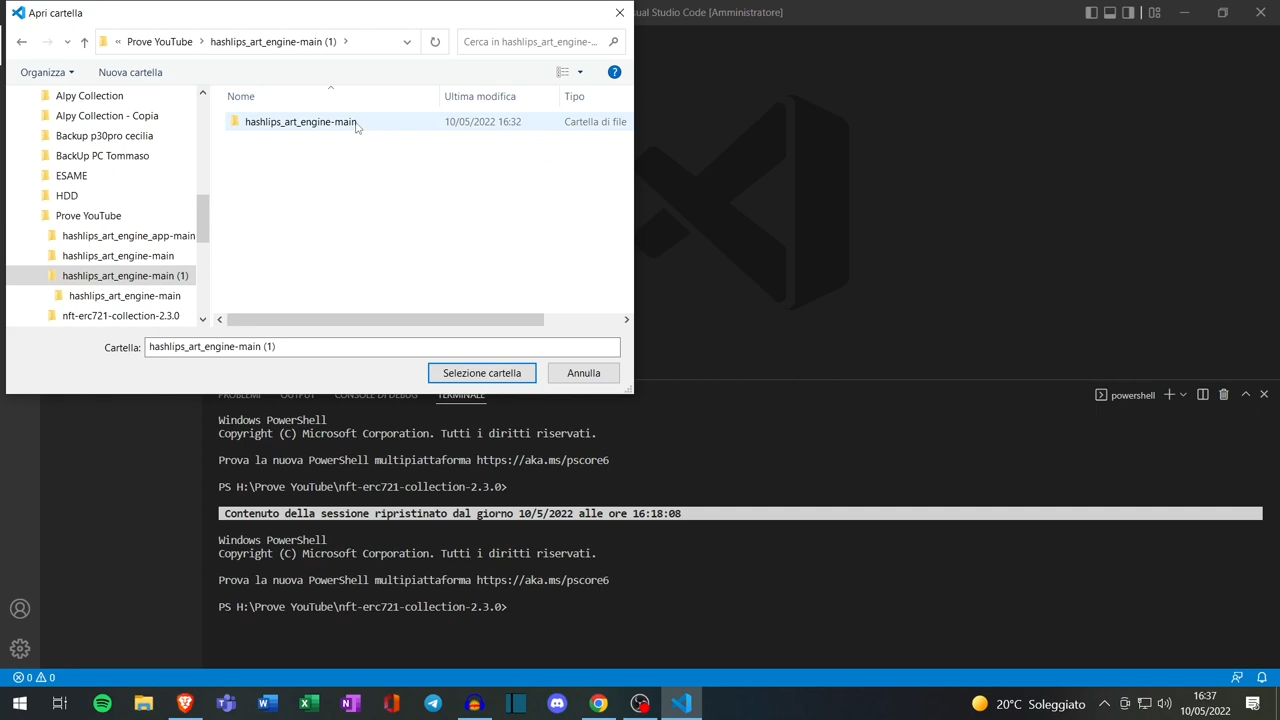 Apri cartella
sual Studio Code [Amministratore]
« Prove YouTube > hashlips_art_engine-main (1) >
Cerca in hashlips_art_engine-...
Organizza
Nuova cartella
Nome
Ultima modifica
Tipo
hashlips_art_engine-main
10/05/2022 16:32
Cartella di file
Alpy Collection
Alpy Collection - Copia
Backup p30pro cecilia
BackUp PC Tommaso
ESAME
HDD
Prove YouTube
hashlips_art_engine_app-main
hashlips_art_engine-main
hashlips_art_engine-main (1)
hashlips_art_engine-main
nft-erc721-collection-2.3.0
Cartella: hashlips_art_engine-main (1)
Selezione cartella
Annulla
PROBLEMI
OUTPUT
CONSOLE DI DEBUG
TERMINALE
powershell
Windows PowerShell
Copyright (C) Microsoft Corporation. Tutti i diritti riservati.
Prova la nuova PowerShell multipiattaforma https://aka.ms/pscore6
PS H:\Prove YouTube\nft-erc721-collection-2.3.0>
Contenuto della sessione ripristinato dal giorno 10/5/2022 alle ore 16:18:08
Windows PowerShell
Copyright (C) Microsoft Corporation. Tutti i diritti riservati.
Prova la nuova PowerShell multipiattaforma https://aka.ms/pscore6
PS H:\Prove YouTube\nft-erc721-collection-2.3.0>
0 0
20°C Soleggiato
16:37
10/05/2022